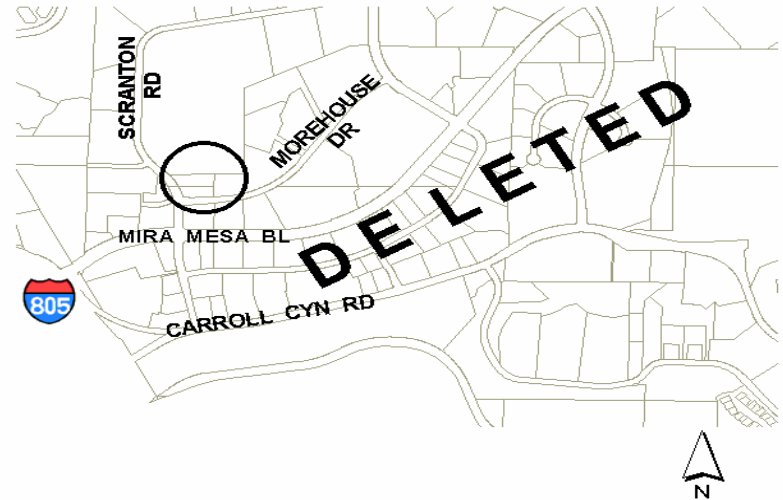 SCRANTON
RD
MOREHOUSE
DR
DELETED
MIRA MESA BL
805
CARROLL CYN RD
N